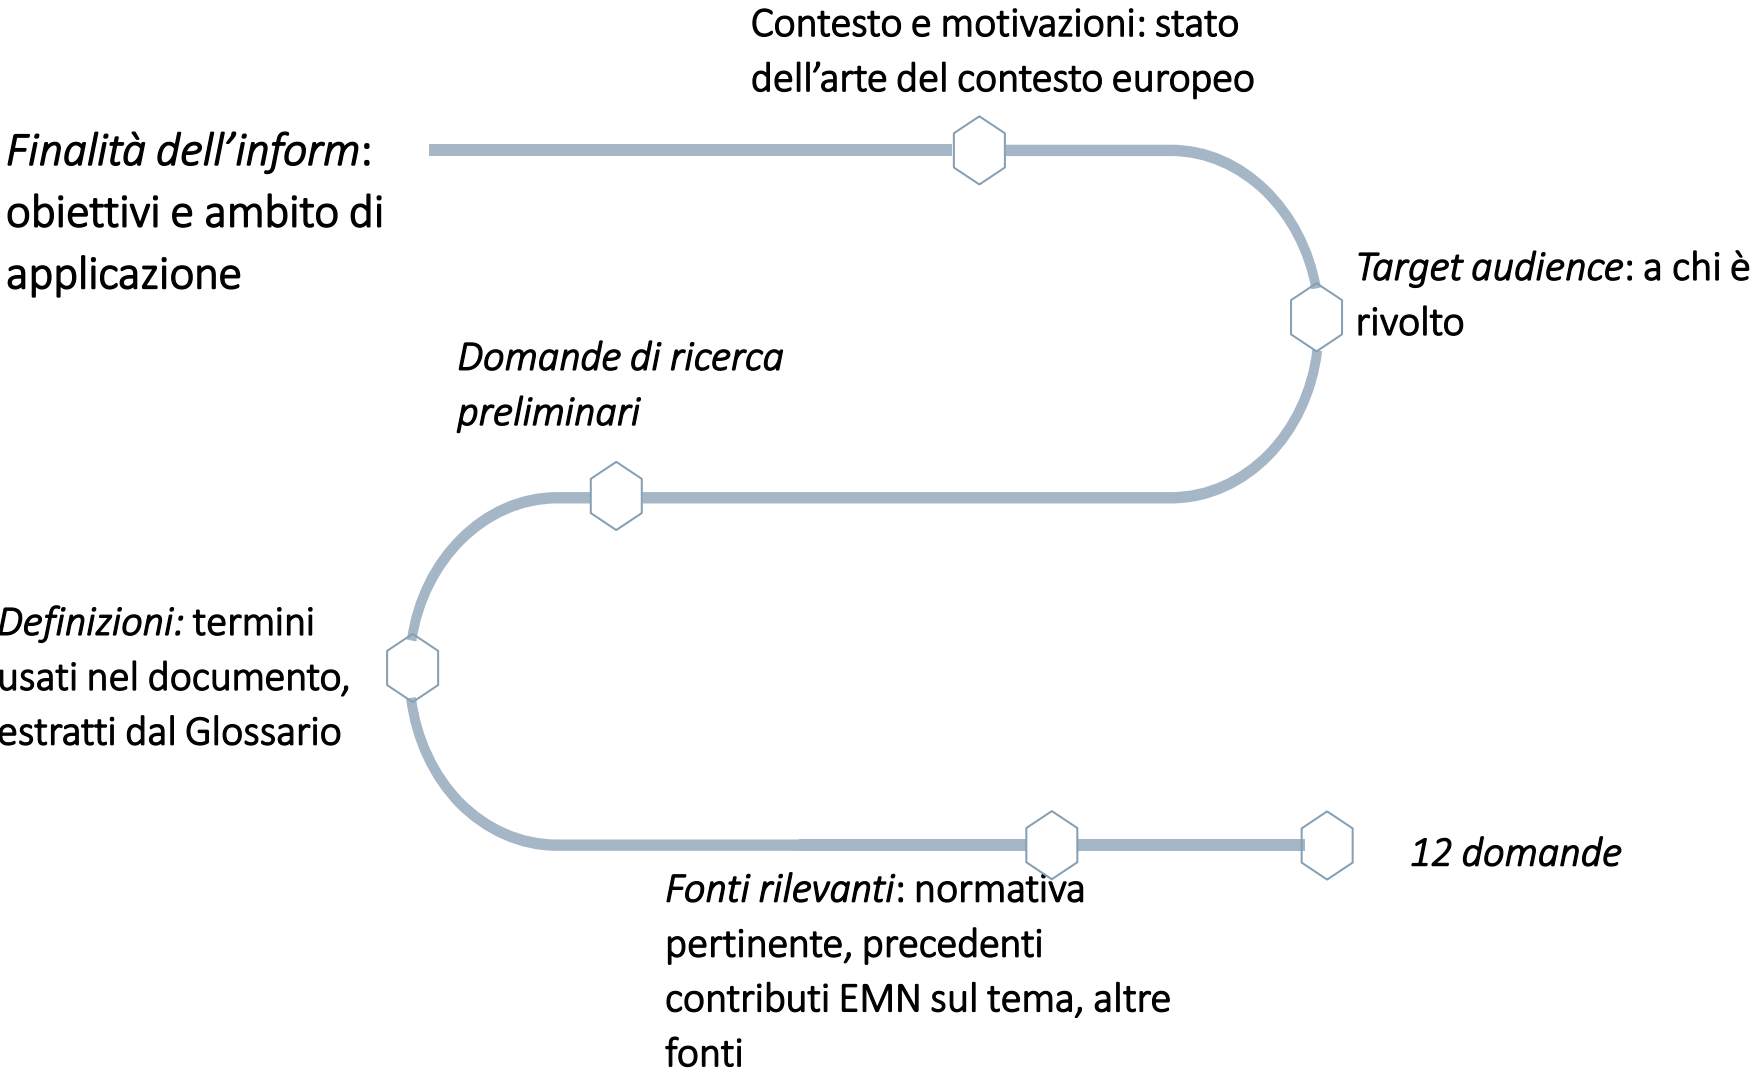 Finalità dell’inform:
obiettivi e ambito di
applicazione
Contesto e motivazioni: stato
dell’arte del contesto europeo
Target audience: a chi è
rivolto
Domande di ricerca
preliminari
Definizioni: termini
usati nel documento,
estratti dal Glossario
Fonti rilevanti: normativa
pertinente, precedenti
contributi EMN sul tema, altre
fonti
12 domande